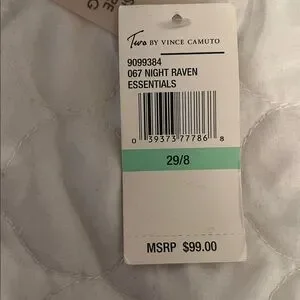 Two BY VINCE CAMUTO
9099384
067 NIGHT RAVEN
ESSENTIALS
0 39373 77786 8
29/8
MSRP $99.00